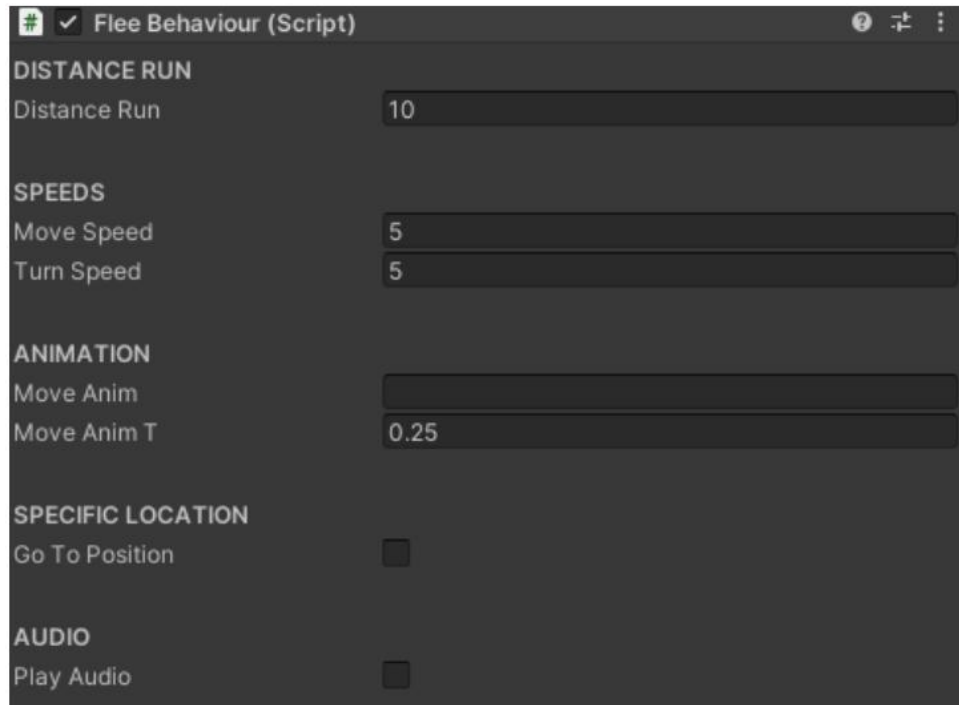 # Flee Behaviour (Script)
DISTANCE RUN
Distance Run 10
SPEEDS
Move Speed 5
Turn Speed 5
ANIMATION
Move Anim
Move Anim T 0.25
SPECIFIC LOCATION
Go To Position
AUDIO
Play Audio